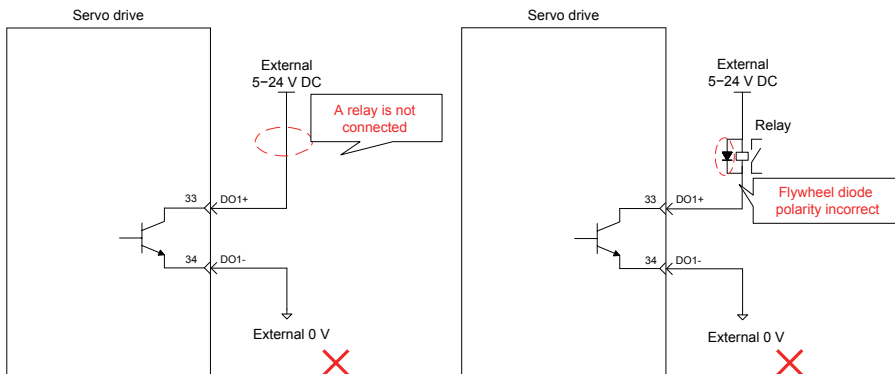 Servo drive
External
5−24 V DC
A relay is not
connected
33
DO1+
34
DO1-
External 0 V
Servo drive
External
5−24 V DC
Relay
Flywheel diode
polarity incorrect
33
DO1+
34
DO1-
External 0 V